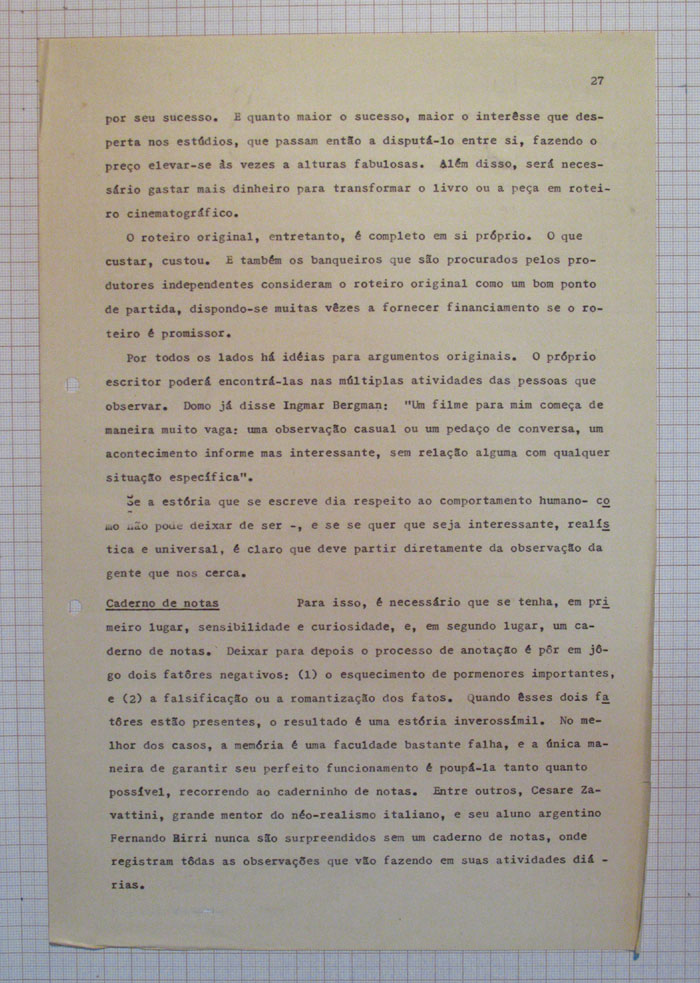 27
por seu sucesso. E quanto maior o sucesso, maior o interêsse que des-
perta nos estúdios, que passam então a disputá-lo entre si, fazendo o
preço elevar-se às vezes a alturas fabulosas. Além disso, será neces-
sário gastar mais dinheiro para transformar o livro ou a peça em rotei-
ro cinematográfico.
O roteiro original, entretanto, é completo em si próprio. O que
custar, custou. E também os banqueiros que são procurados pelos pro-
dutores independentes consideram o roteiro original como um bom ponto
de partida, dispondo-se muitas vêzes a fornecer financiamento se o ro-
teiro é promissor.
Por todos os lados há idéias para argumentos originais. O próprio
escritor poderá encontrá-las nas múltiplas atividades das pessoas que
observar. Domo já disse Ingmar Bergman: "Um filme para mim começa de
maneira muito vaga: uma observação casual ou um pedaço de conversa, um
acontecimento informe mas interessante, sem relação alguma com qualquer
situação específica".
Se a estória que se escreve dia respeito ao comportamento humano- co
mo não pode deixar de ser -, e se se quer que seja interessante, realís
tica e universal, é claro que deve partir diretamente da observação da
gente que nos cerca.
Caderno de notas Para isso, é necessário que se tenha, em pri
meiro lugar, sensibilidade e curiosidade, e, em segundo lugar, um ca-
derno de notas. Deixar para depois o processo de anotação é pôr em jô-
go dois fatôres negativos: (1) o esquecimento de pormenores importantes,
e (2) a falsificação ou a romantização dos fatos. Quando êsses dois fa
tôres estão presentes, o resultado é uma estória inverossímil. No me-
lhor dos casos, a memória é uma faculdade bastante falha, e a única ma-
neira de garantir seu perfeito funcionamento é poupá-la tanto quanto
possível, recorrendo ao caderninho de notas. Entre outros, Cesare Za-
vattini, grande mentor do néo-realismo italiano, e seu aluno argentino
Fernando Birri nunca são surpreendidos sem um caderno de notas, onde
registram tôdas as observações que vão fazendo em suas atividades diá -
rias.